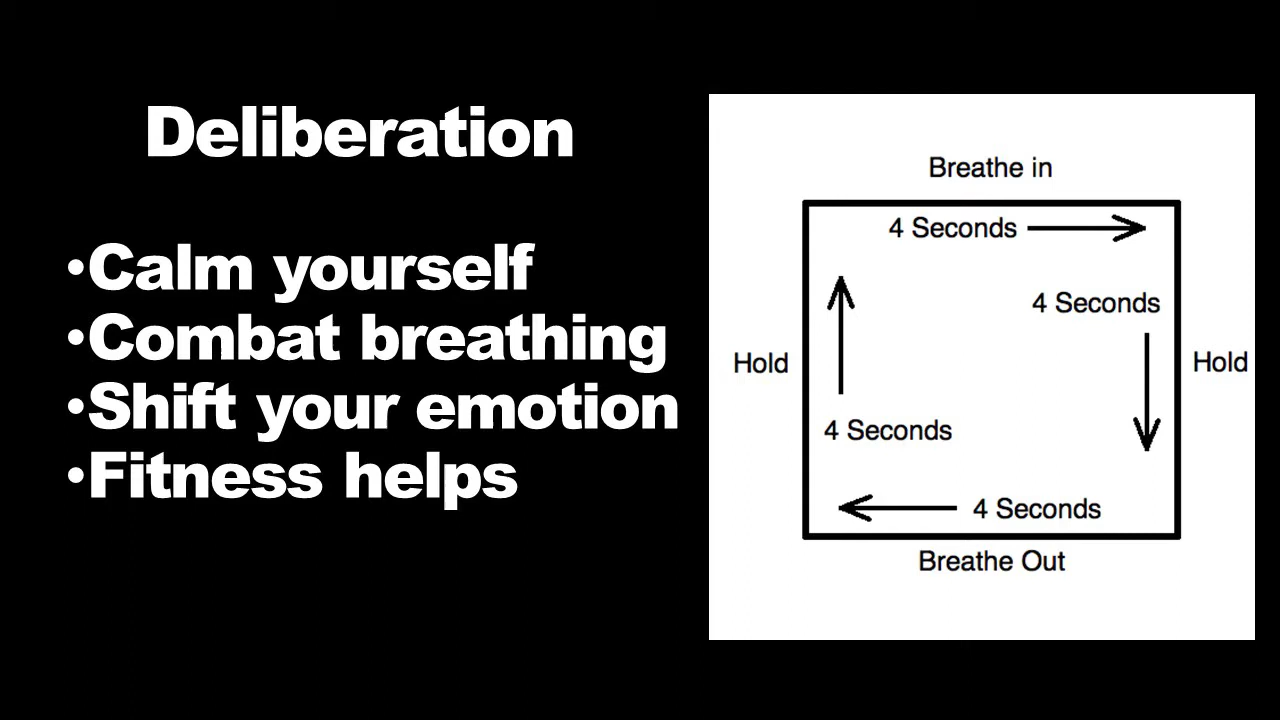 Deliberation
•Calm yourself
•Combat breathing
•Shift your emotion
•Fitness helps
Breathe in
4 Seconds
4 Seconds
Hold
Hold
4 Seconds
4 Seconds
Breathe Out